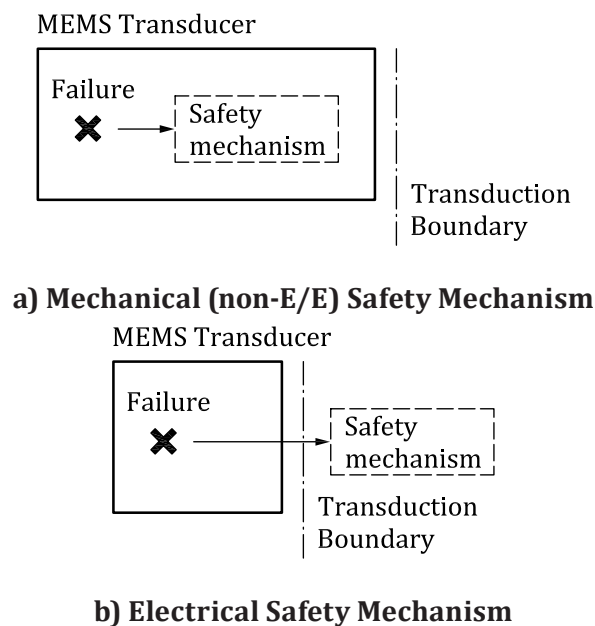 MEMS Transducer
Failure
Safety
mechanism
Transduction
Boundary
a) Mechanical (non-E/E) Safety Mechanism
MEMS Transducer
Failure
Safety
mechanism
Transduction
Boundary
b) Electrical Safety Mechanism